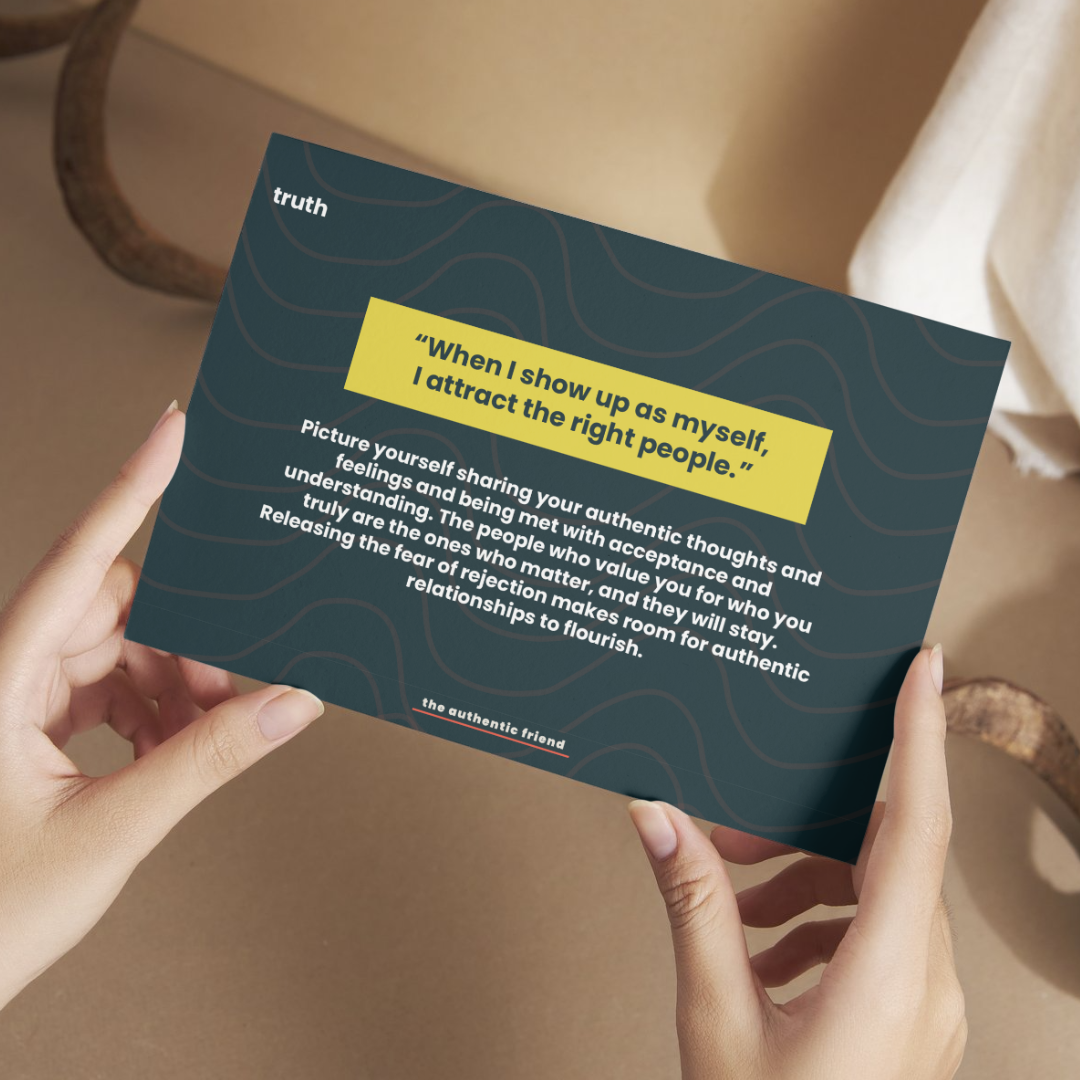 truth
“When I show up as myself,
I attract the right people.”
Picture yourself sharing your authentic thoughts and
feelings and being met with acceptance and
understanding. The people who value you for who you
truly are the ones who matter, and they will stay.
Releasing the fear of rejection makes room for authentic
relationships to flourish.
the authentic friend